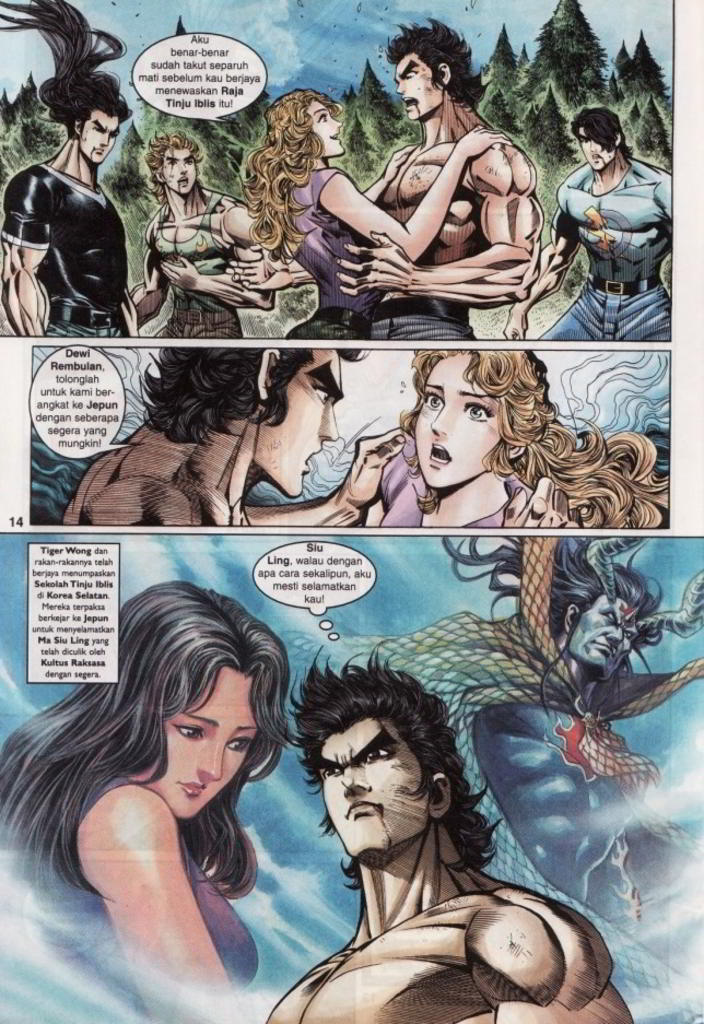 Aku
benar-benar
sudah takut separuh
mati sebelum kau berjaya
menewaskan Raja
Tinju Iblis itu!
Dewi
Rembulan,
tolonglah
untuk kami ber-
angkat ke Jepun
dengan seberapa
segera yang
mungkin!
14
Tiger Wong dan
rakan-rakannya telah
berjaya menumpaskan
Sekolah Tinju Iblis
di Korea Selatan.
Mereka terpaksa
berkejar ke Jepun
untuk menyelamatkan
Ma Siu Ling yang
telah diculik oleh
Kultus Raksasa
dengan segera.
Siu
Ling, walau dengan
apa cara sekalipun, aku
mesti selamatkan
kau!